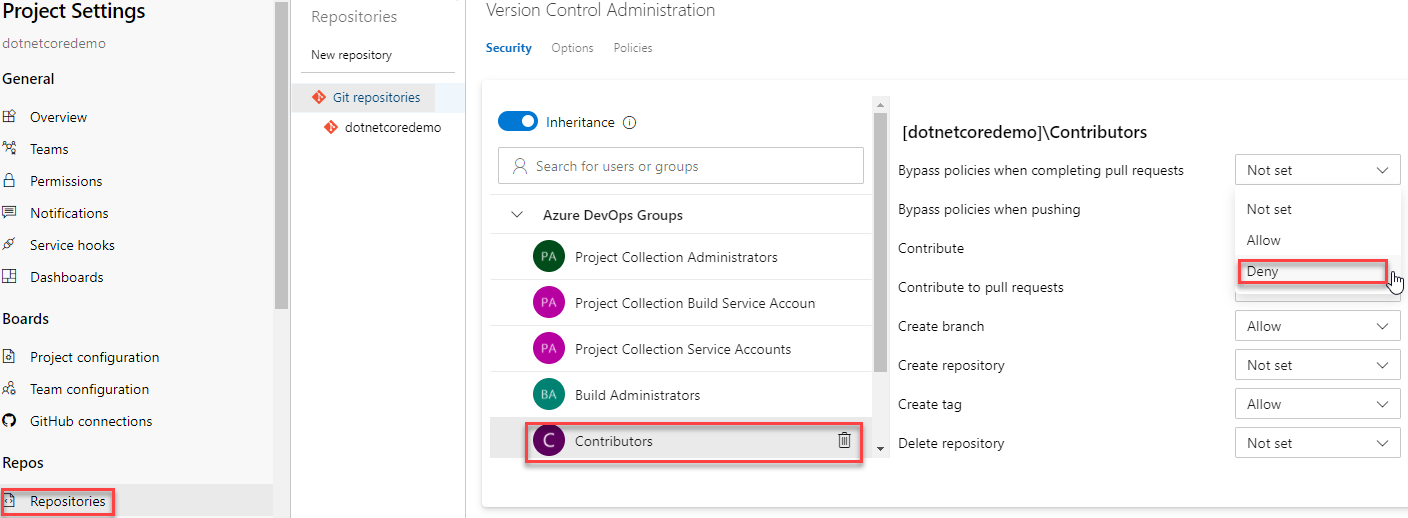 Project Settings
dotnetcoredemo
General
Overview
Teams
Permissions
Notifications
Service hooks
Dashboards
Boards
Project configuration
Team configuration
GitHub connections
Repos
Repositories
Repositories
New repository
Git repositories
dotnetcoredemo
Version Control Administration
Security Options Policies
Inheritance
Search for users or groups
Azure DevOps Groups
PA Project Collection Administrators
PA Project Collection Build Service Accoun
PA Project Collection Service Accounts
BA Build Administrators
C Contributors
[dotnetcoredemo]\Contributors
Bypass policies when completing pull requests Not set
Bypass policies when pushing Not set
Contribute Allow
Deny
Contribute to pull requests
Create branch Allow
Create repository Not set
Create tag Allow
Delete repository Not set